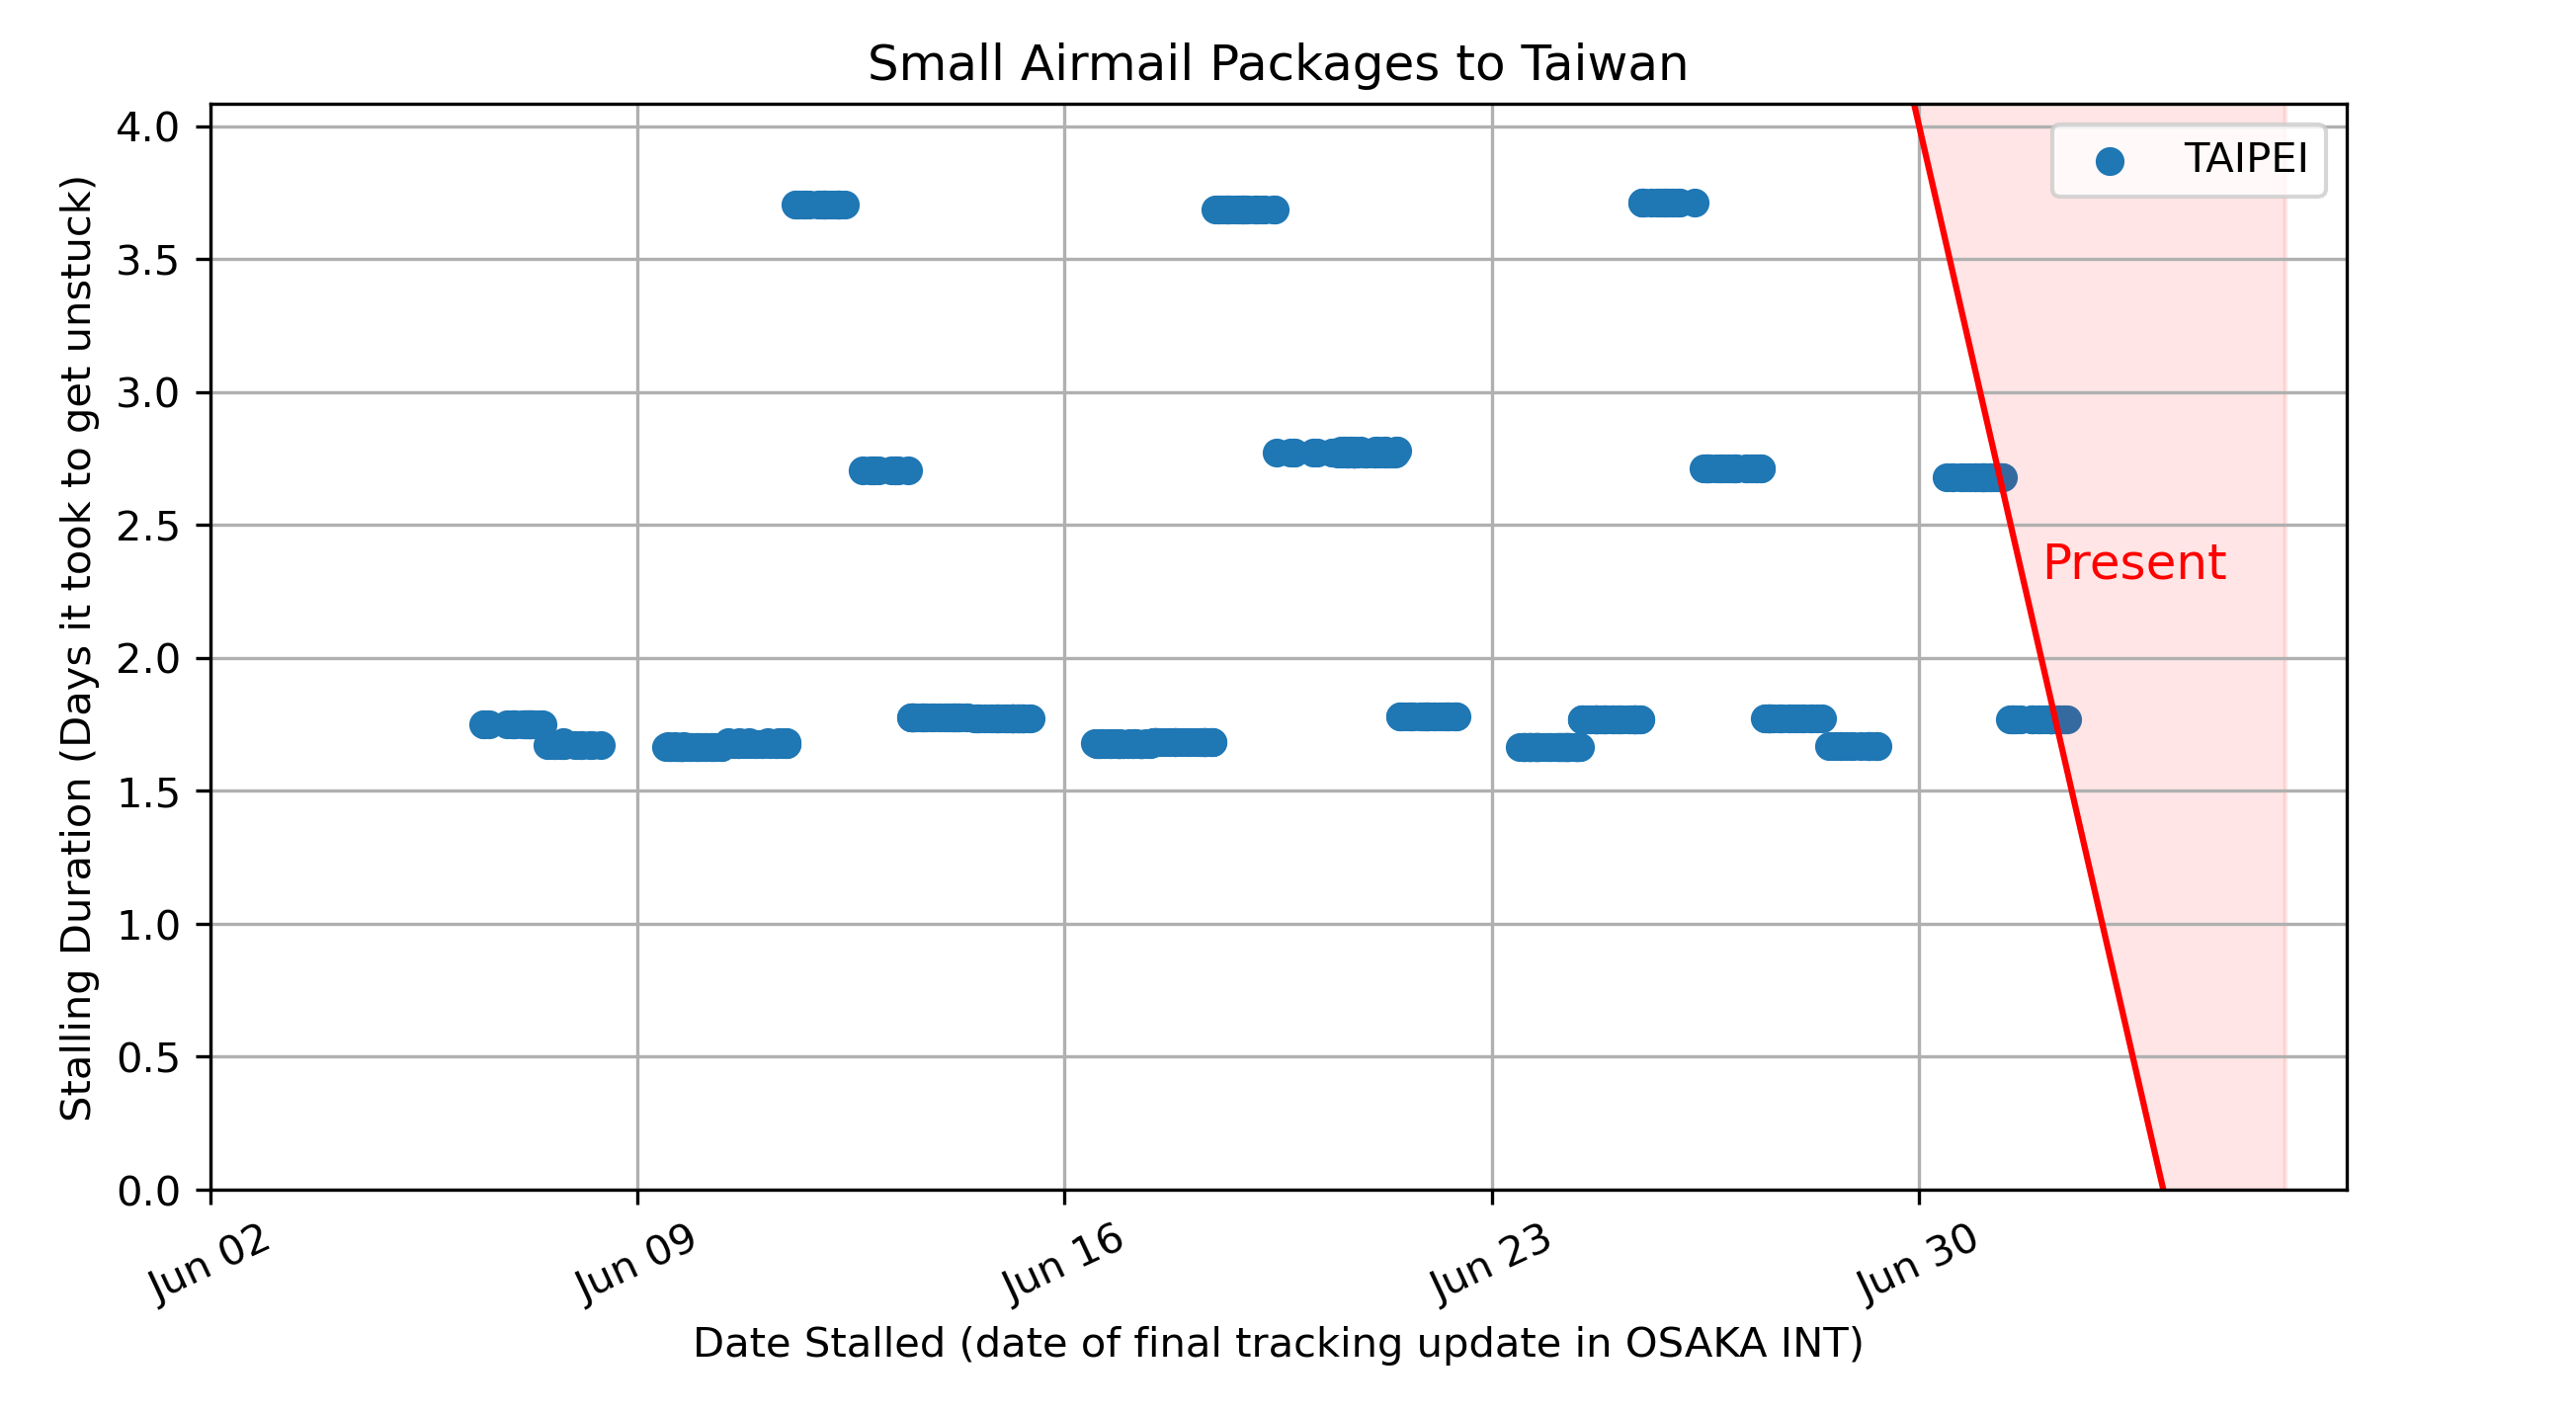 Small Airmail Packages to Taiwan
Stalling Duration (Days it took to get unstuck)
4.0
3.5
3.0
2.5
2.0
1.5
1.0
0.5
0.0
TAIPEI
Present
Jun 02
Jun 09
Jun 16
Jun 23
Jun 30
Date Stalled (date of final tracking update in OSAKA INT)